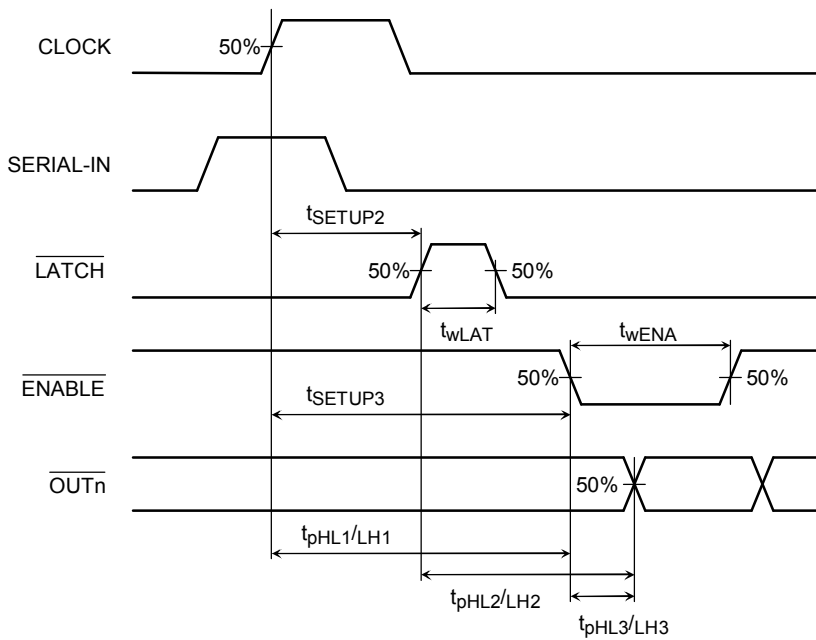 CLOCK
50%
SERIAL-IN
tSETUP2
LATCH
50%
50%
twLAT
twENA
ENABLE
50%
50%
tSETUP3
OUTn
50%
tpHL1/LH1
tpHL2/LH2
tpHL3/LH3